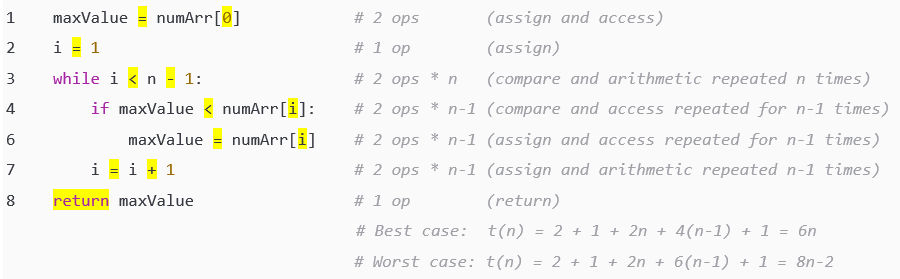 1 maxValue = numArr[0] # 2 ops (assign and access)
2 i = 1 # 1 op (assign)
3 while i < n - 1: # 2 ops * n (compare and arithmetic repeated n times)
4 if maxValue < numArr[i]: # 2 ops * n-1 (compare and access repeated for n-1 times)
6 maxValue = numArr[i] # 2 ops * n-1 (assign and access repeated for n-1 times)
7 i = i + 1 # 2 ops * n-1 (assign and arithmetic repeated n-1 times)
8 return maxValue # 1 op (return)
# Best case: t(n) = 2 + 1 + 2n + 4(n-1) + 1 = 6n
# Worst case: t(n) = 2 + 1 + 2n + 6(n-1) + 1 = 8n-2